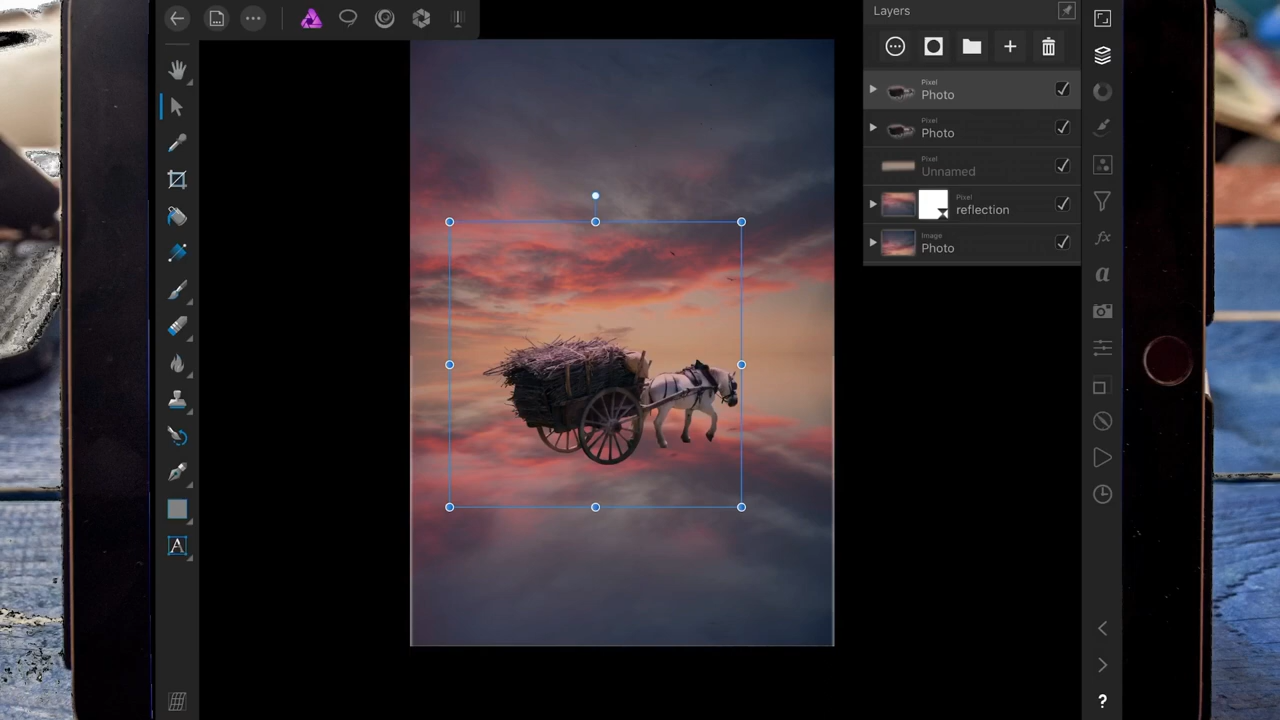 Layers
Pixel
Photo
Pixel
Photo
Pixel
Unnamed
Pixel
reflection
Image
Photo
fx
a
A
?